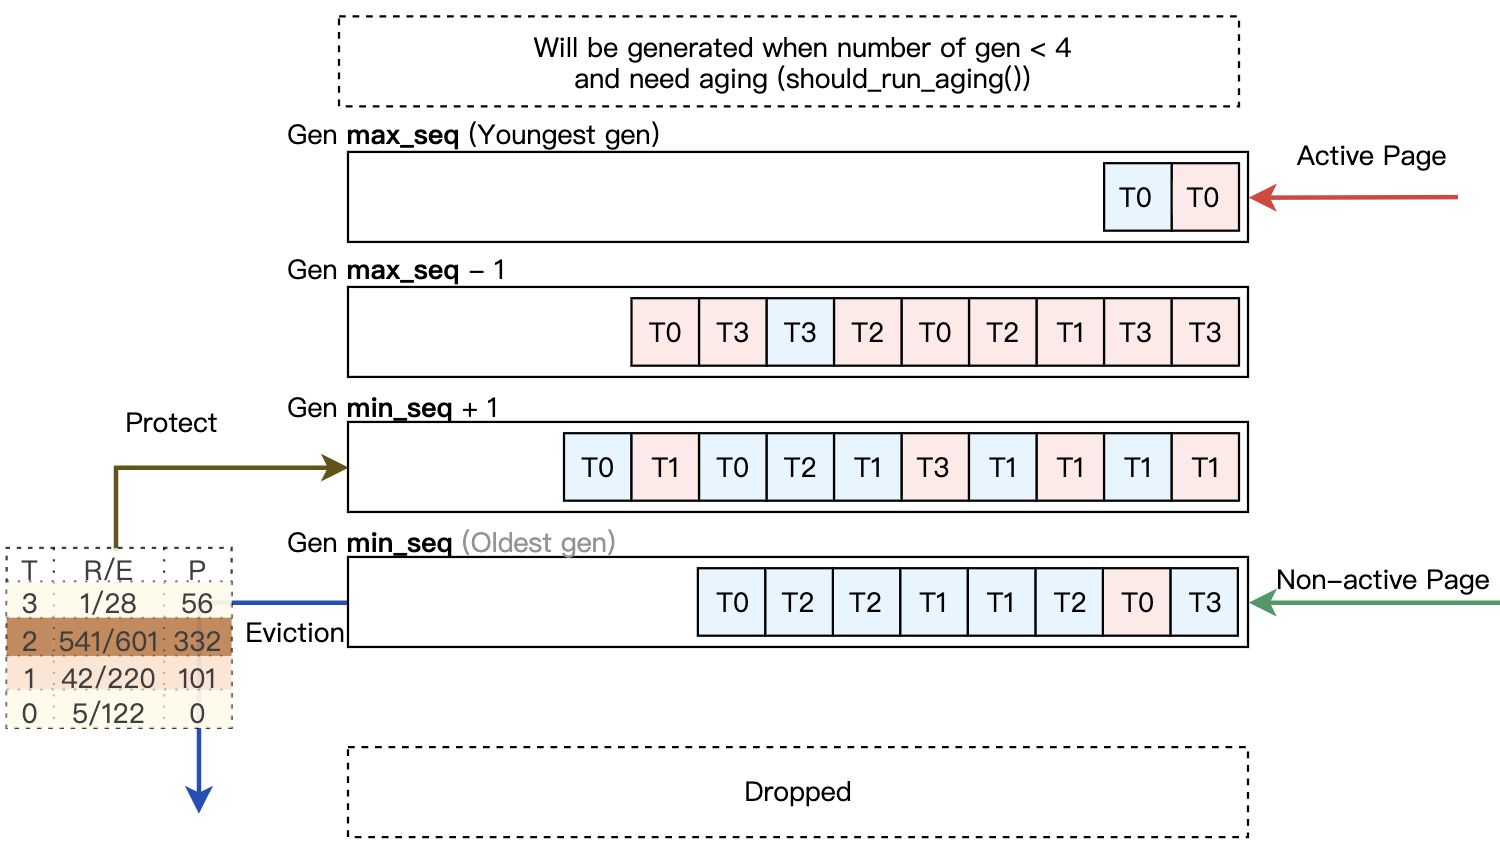 Will be generated when number of gen < 4
and need aging (should_run_aging())
Gen max_seq (Youngest gen)
Active Page
T0 T0
Gen max_seq – 1
T0 T3 T3 T2 T0 T2 T1 T3 T3
Protect
Gen min_seq + 1
T0 T1 T0 T2 T1 T3 T1 T1 T1 T1
Gen min_seq (Oldest gen)
T0 T2 T2 T1 T1 T2 T0 T3
Non-active Page
Eviction
T R/E P
3 1/28 56
2 541/601 332
1 42/220 101
0 5/122 0
Dropped